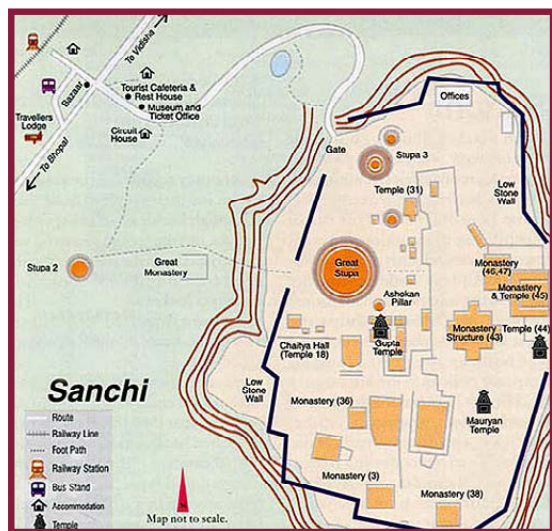 To Vidisha
Bazaar
Tourist Cafeteria &
Rest House
Museum and
Ticket Office
Travellers
Lodge
Circuit
House
To Bhopal
Offices
Gate
Stupa 3
Temple (31)
Low
Stone
Wall
Stupa 2
Great
Monastery
Great
Stupa
Monastery
(46,47)
Monastery
& Temple (45)
Ashokan
Pillar
Monastery
Structure (43)
Temple (44)
Chaitya Hall
(Temple 18)
Gupta
Temple
Sanchi
Low
Stone
Wall
Monastery (36)
Mauryan
Temple
Monastery (3)
Monastery (38)
Route
Railway Line
Foot Path
Railway Station
Bus Stand
Accommodation
Temple
Map not to scale.